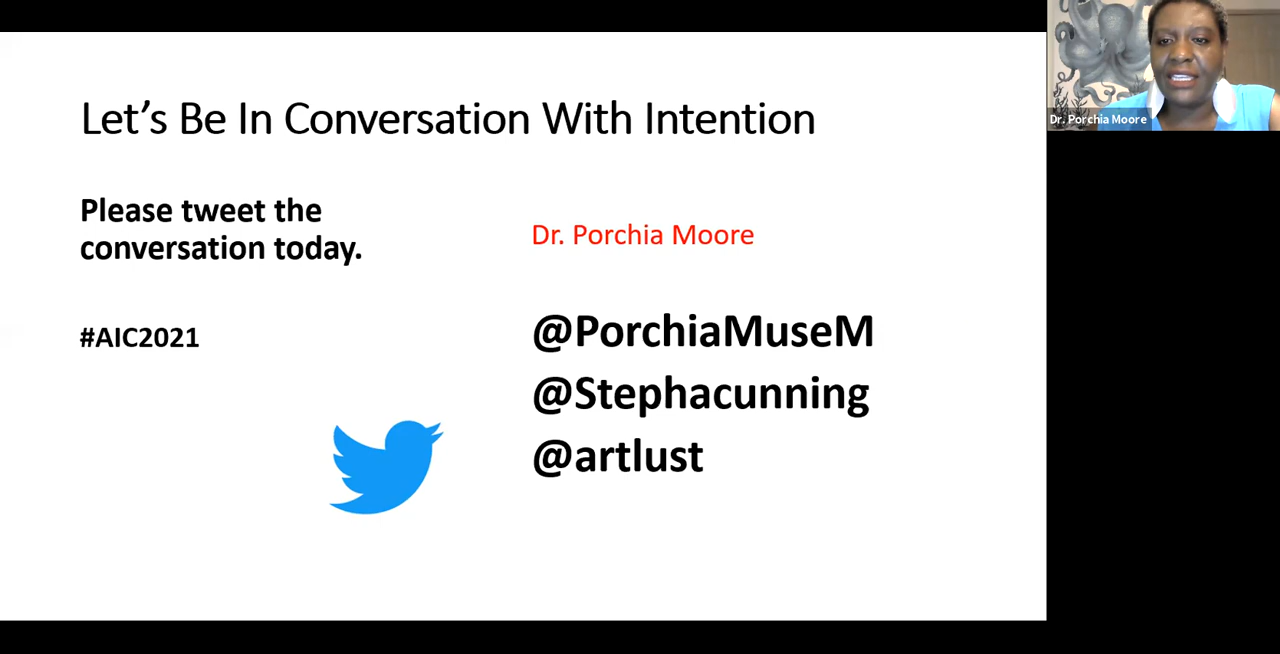 Let's Be In Conversation With Intention
Please tweet the
conversation today.
#AIC2021
Dr. Porchia Moore
@PorchiaMuseM
@Stephacunning
@artlust
Dr. Porchia Moore